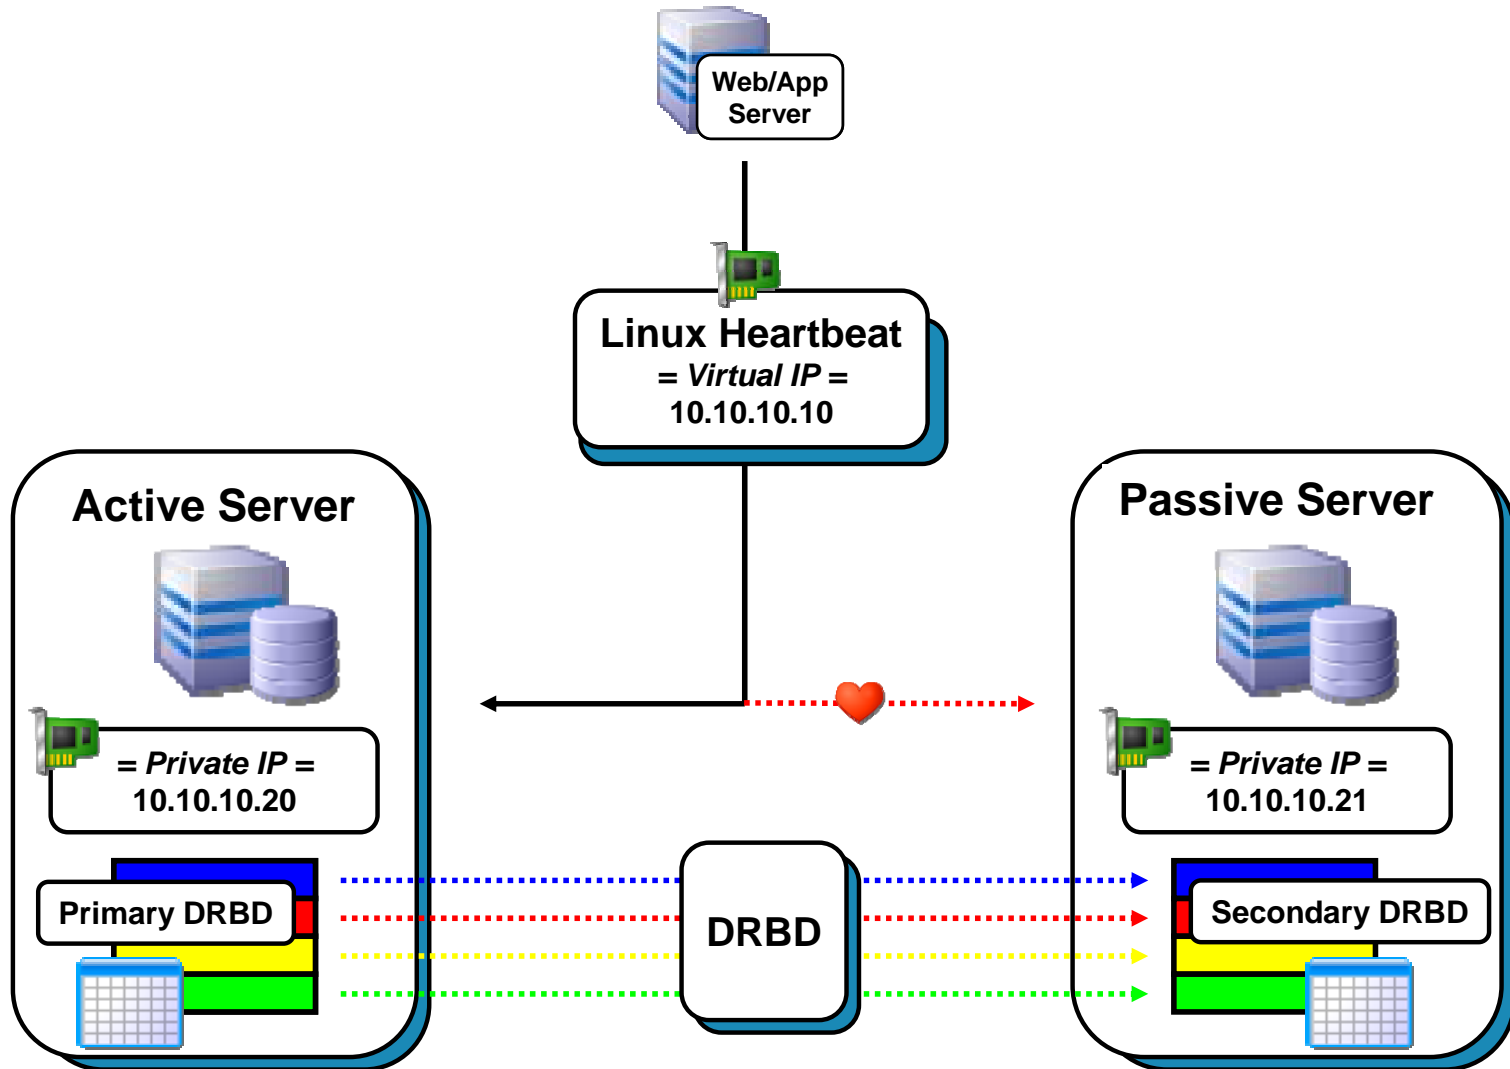 Web/App
Server
Linux Heartbeat
= Virtual IP =
10.10.10.10
Active Server
= Private IP =
10.10.10.20
Primary DRBD
DRBD
Passive Server
= Private IP =
10.10.10.21
Secondary DRBD